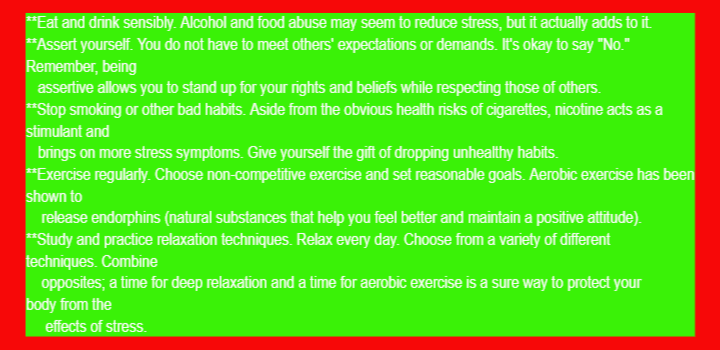 **Eat and drink sensibly. Alcohol and food abuse may seem to reduce stress, but it actually adds to it.
**Assert yourself. You do not have to meet others' expectations or demands. It's okay to say "No."
Remember, being
assertive allows you to stand up for your rights and beliefs while respecting those of others.
**Stop smoking or other bad habits. Aside from the obvious health risks of cigarettes, nicotine acts as a
stimulant and
brings on more stress symptoms. Give yourself the gift of dropping unhealthy habits.
**Exercise regularly. Choose non-competitive exercise and set reasonable goals. Aerobic exercise has been
shown to
release endorphins (natural substances that help you feel better and maintain a positive attitude).
**Study and practice relaxation techniques. Relax every day. Choose from a variety of different
techniques. Combine
opposites; a time for deep relaxation and a time for aerobic exercise is a sure way to protect your
body from the
effects of stress.